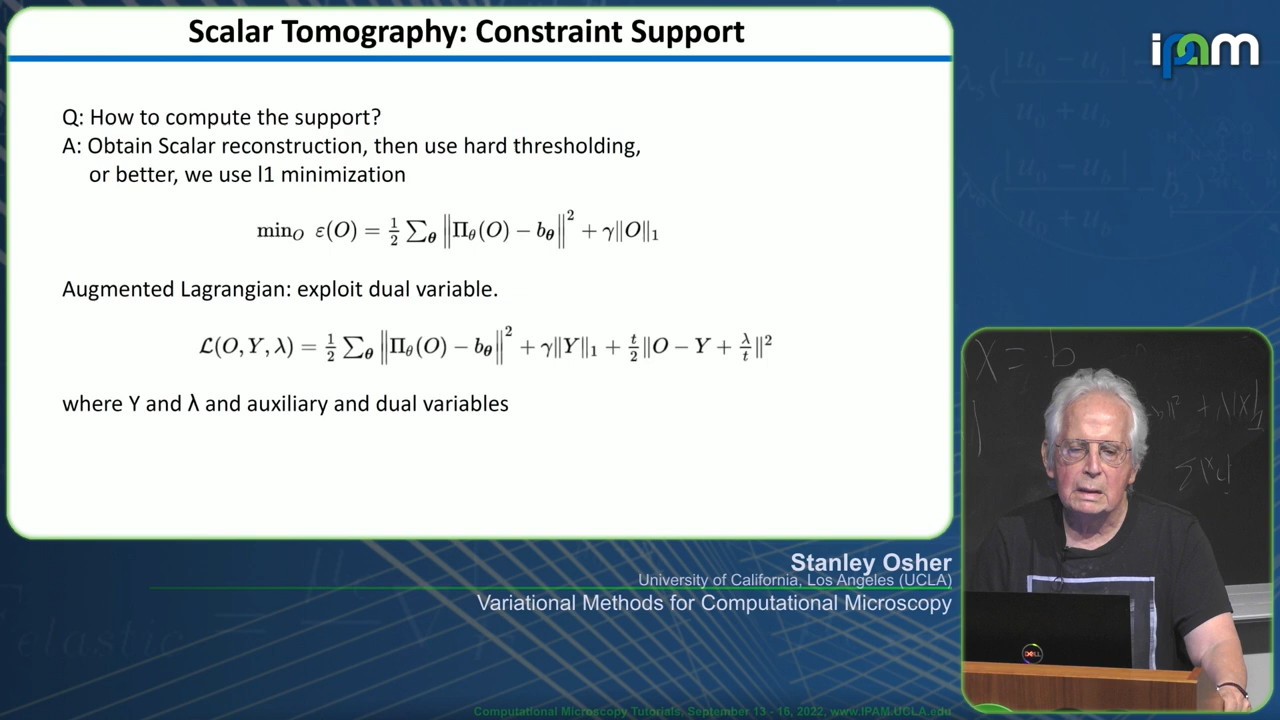 Scalar Tomography: Constraint Support
ipam
Q: How to compute the support?
A: Obtain Scalar reconstruction, then use hard thresholding,
or better, we use l1 minimization
min_O ε(O) = ½ ∑_θ ‖Π_θ(O) − b_θ‖² + γ‖O‖₁
Augmented Lagrangian: exploit dual variable.
ℒ(O, Y, λ) = ½ ∑_θ ‖Π_θ(O) − b_θ‖² + γ‖Y‖₁ + t/2 ‖O − Y + λ/t‖²
where Y and λ and auxiliary and dual variables
X = b
+ λ|X|₁
DELL
Stanley Osher
University of California, Los Angeles (UCLA)
Variational Methods for Computational Microscopy
Computational Microscopy Tutorials, September 13 - 16, 2022, www.IPAM.UCLA.edu